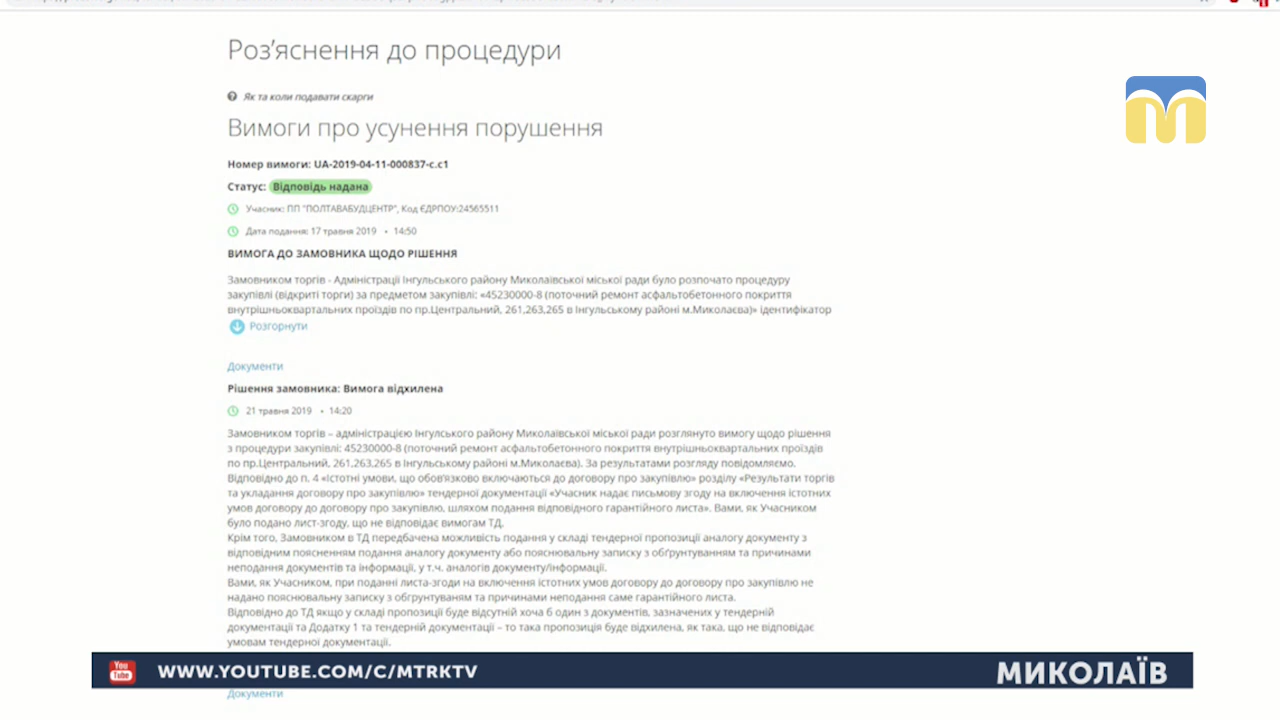 Роз’яснення до процедури
Як та коли подавати скарги
Вимоги про усунення порушення
Номер вимоги: UA-2019-04-11-000837-c.c1
Статус: Відповідь надана
Учасник: ПП "ПОЛТАВАБУДЦЕНТР", Код ЄДРПОУ:24565511
Дата подання: 17 травня 2019 • 14:50
ВИМОГА ДО ЗАМОВНИКА ЩОДО РІШЕННЯ
Замовником торгів - Адміністрації Інгульського району Миколаївської міської ради було розпочато процедуру
закупівлі (відкриті торги) за предметом закупівлі: «45230000-8 (поточний ремонт асфальтобетонного покриття
внутрішньоквартальних проїздів по пр.Центральний, 261,263,265 в Інгульському районі м.Миколаєва)» ідентифікатор
Розгорнути
Документи
Рішення замовника: Вимога відхилена
21 травня 2019 • 14:20
Замовником торгів – адміністрацією Інгулського району Миколаївської міської ради розглянуто вимогу щодо рішення
з процедури закупівлі: 45230000-8 (поточний ремонт асфальтобетонного покриття внутрішньоквартальних проїздів
по пр.Центральний, 261,263,265 в Інгульському районі м.Миколаєва). За результатами розгляду повідомляємо.
Відповідно до п. 4 «Істотні умови, що обов’язково включаються до договору про закупівлю» розділу «Результати торгів
та укладання договору про закупівлю» тендерної документації «Учасник надає письмову згоду на включення істотних
умов договору до договору про закупівлю, шляхом подання відповідного гарантійного листа». Вами, як Учасником
було подано лист-згоду, що не відповідає вимогам ТД.
Крім того, Замовником в ТД передбачена можливість подання у складі тендерної пропозиції аналогу документу з
відповідним поясненням подання аналогу документу або пояснювальну записку з обґрунтуванням та причинами
неподання документів та інформації, у т.ч. аналогів документу/інформації.
Вами, як Учасником, при поданні листа-згоди на включення істотних умов договору до договору про закупівлю не
надано пояснювальну записку з обґрунтуваням та причинами неподання саме гарантійного листа.
Відповідно до ТД якщо у складі пропозиції буде відсутній хоча б один з документів, зазначених у тендерній
документації та Додатку 1 та тендерній документації – то така пропозиція буде відхилена, як така, що не відповідає
умовам тендерної документації.
You Tube WWW.YOUTUBE.COM/C/MTRKTV
МИКОЛАЇВ
Документи